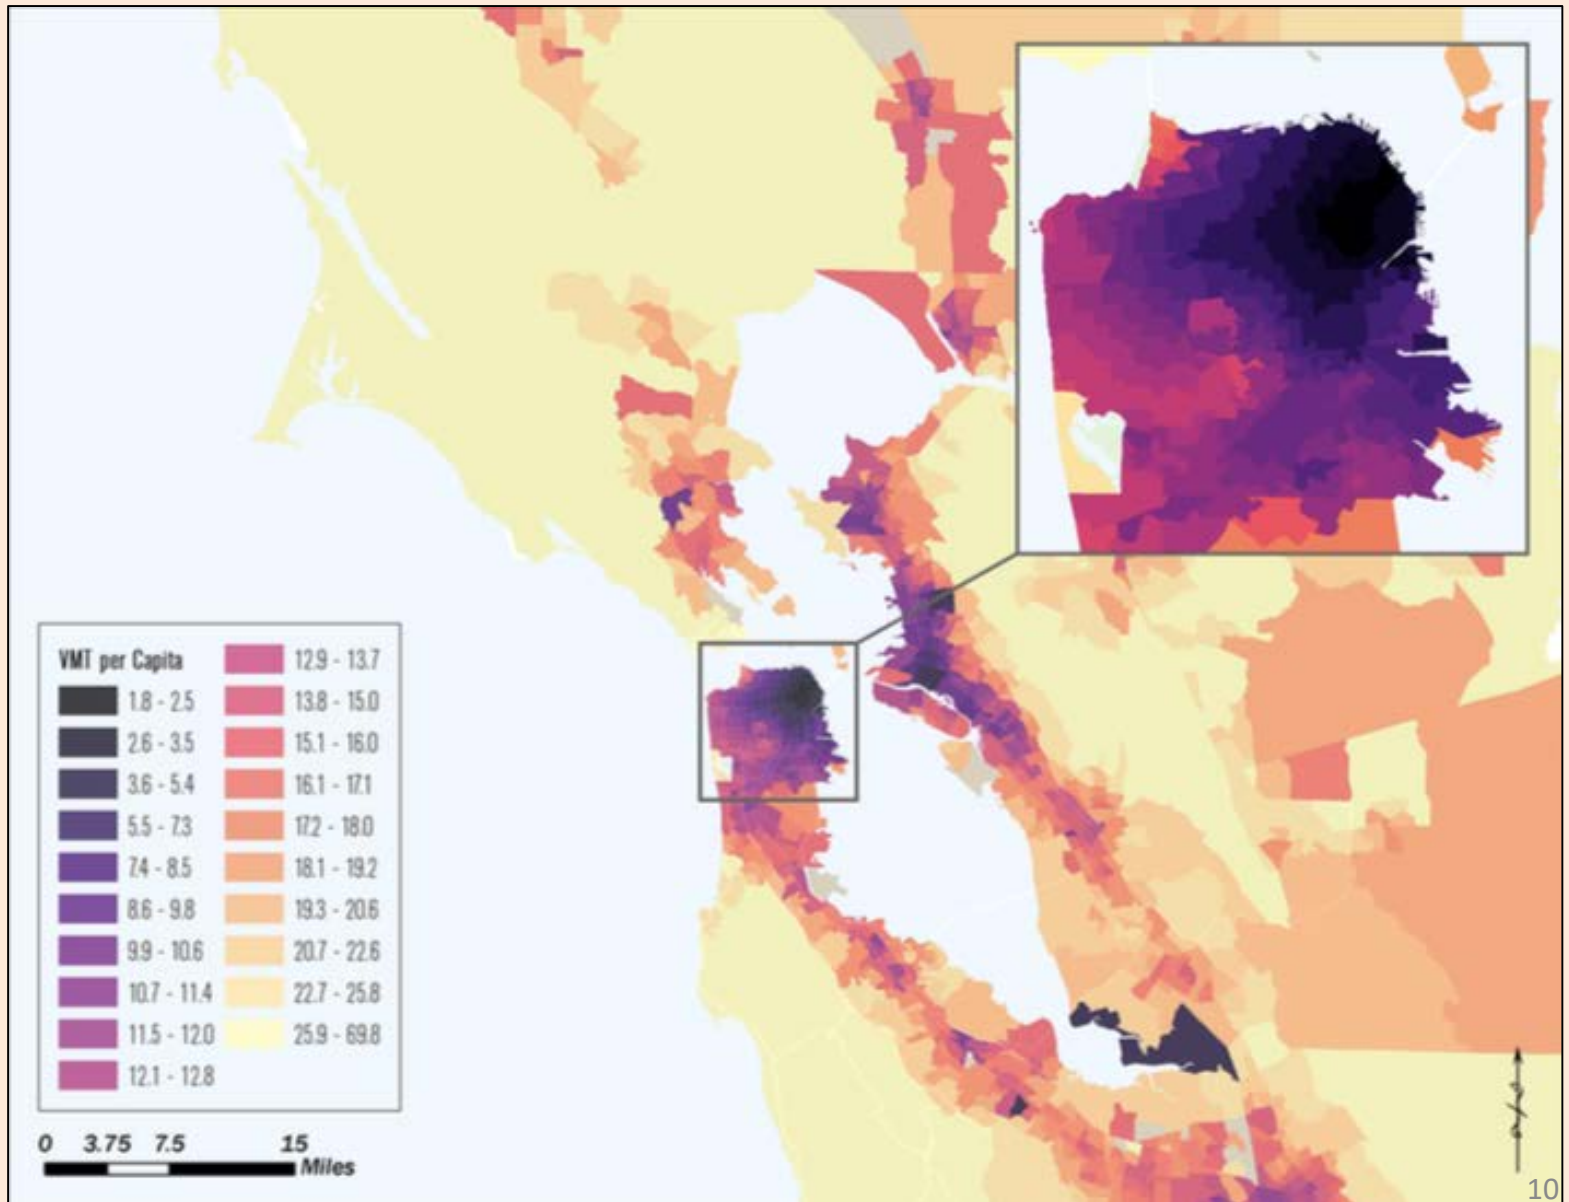 VMT per Capita
1.8 - 2.5
2.6 - 3.5
3.6 - 5.4
5.5 - 7.3
7.4 - 8.5
8.6 - 9.8
9.9 - 10.6
10.7 - 11.4
11.5 - 12.0
12.1 - 12.8
12.9 - 13.7
13.8 - 15.0
15.1 - 16.0
16.1 - 17.1
17.2 - 18.0
18.1 - 19.2
19.3 - 20.6
20.7 - 22.6
22.7 - 25.8
25.9 - 69.8
0 3.75 7.5 15
Miles
10